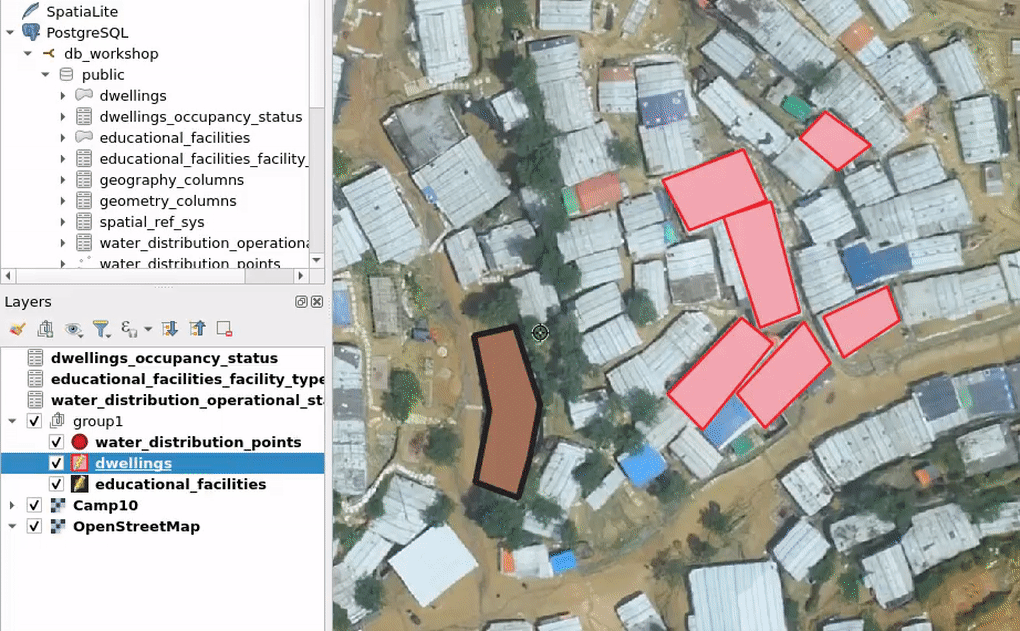 SpatiaLite
PostgreSQL
db_workshop
public
dwellings
dwellings_occupancy_status
educational_facilities
educational_facilities_facility_
geography_columns
geometry_columns
spatial_ref_sys
water_distribution_operationa
water_distribution_points
Layers
dwellings_occupancy_status
educational_facilities_facility_type
water_distribution_operational_sta
group1
water_distribution_points
dwellings
educational_facilities
Camp10
OpenStreetMap